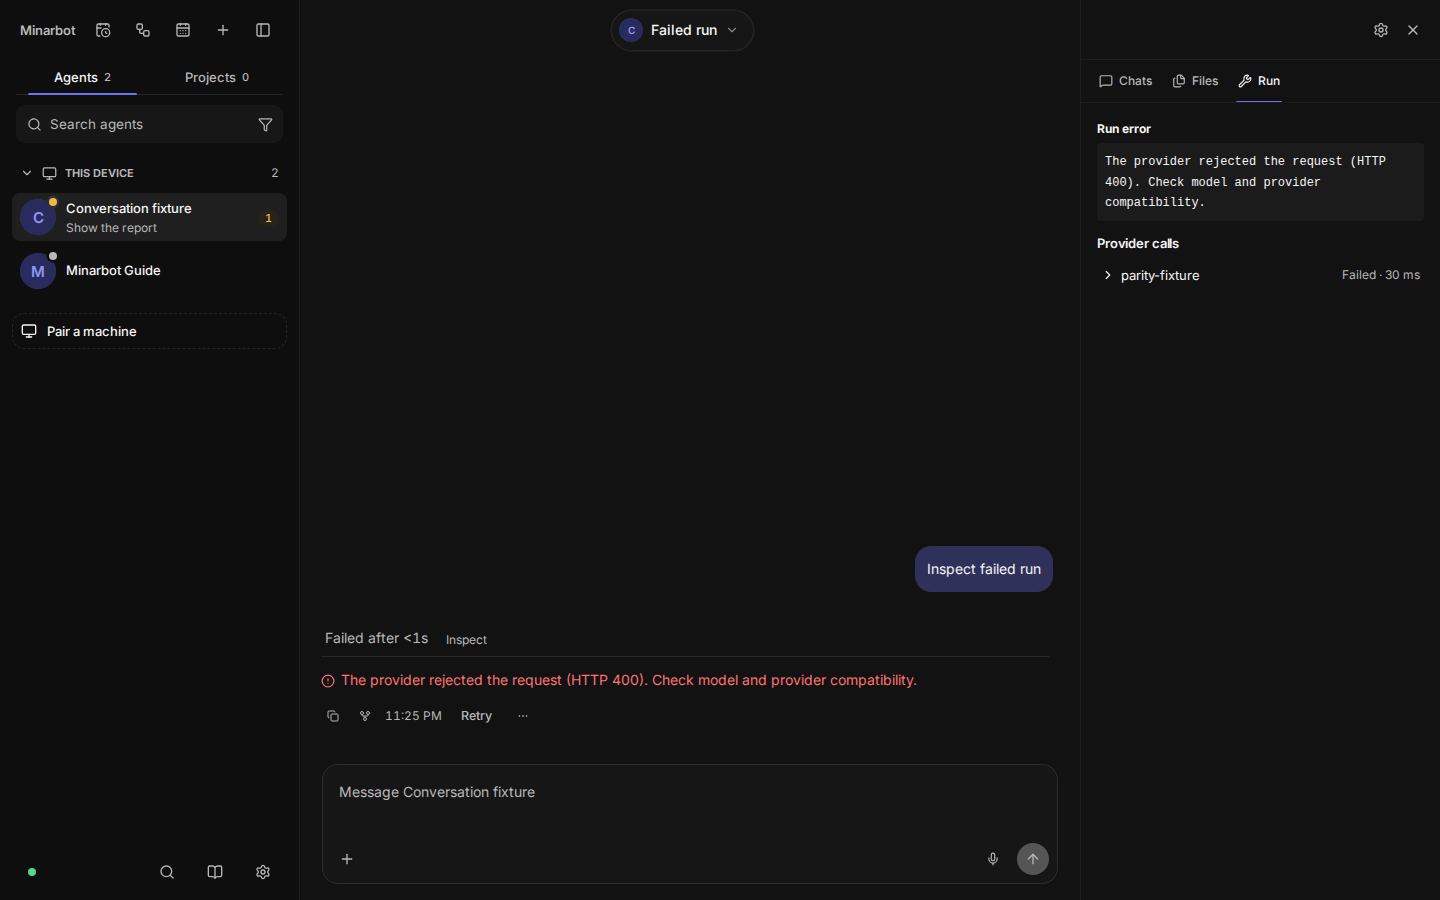 Minarbot
Agents 2
Projects 0
Search agents
THIS DEVICE 2
C
Conversation fixture
Show the report
1
M
Minarbot Guide
Pair a machine
C Failed run
Inspect failed run
Failed after <1s Inspect
The provider rejected the request (HTTP 400). Check model and provider compatibility.
11:25 PM Retry
Message Conversation fixture
Chats Files Run
Run error
The provider rejected the request (HTTP
400). Check model and provider
compatibility.
Provider calls
parity-fixture Failed · 30 ms